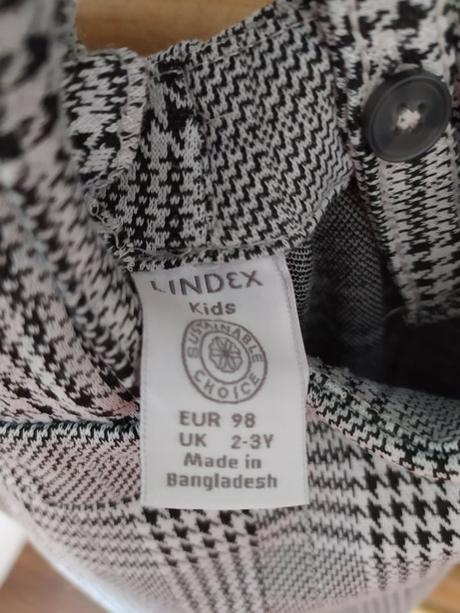 LINDEX
Kids
SUSTAINABLE
CHOICE
EUR 98
UK 2-3Y
Made in
Bangladesh